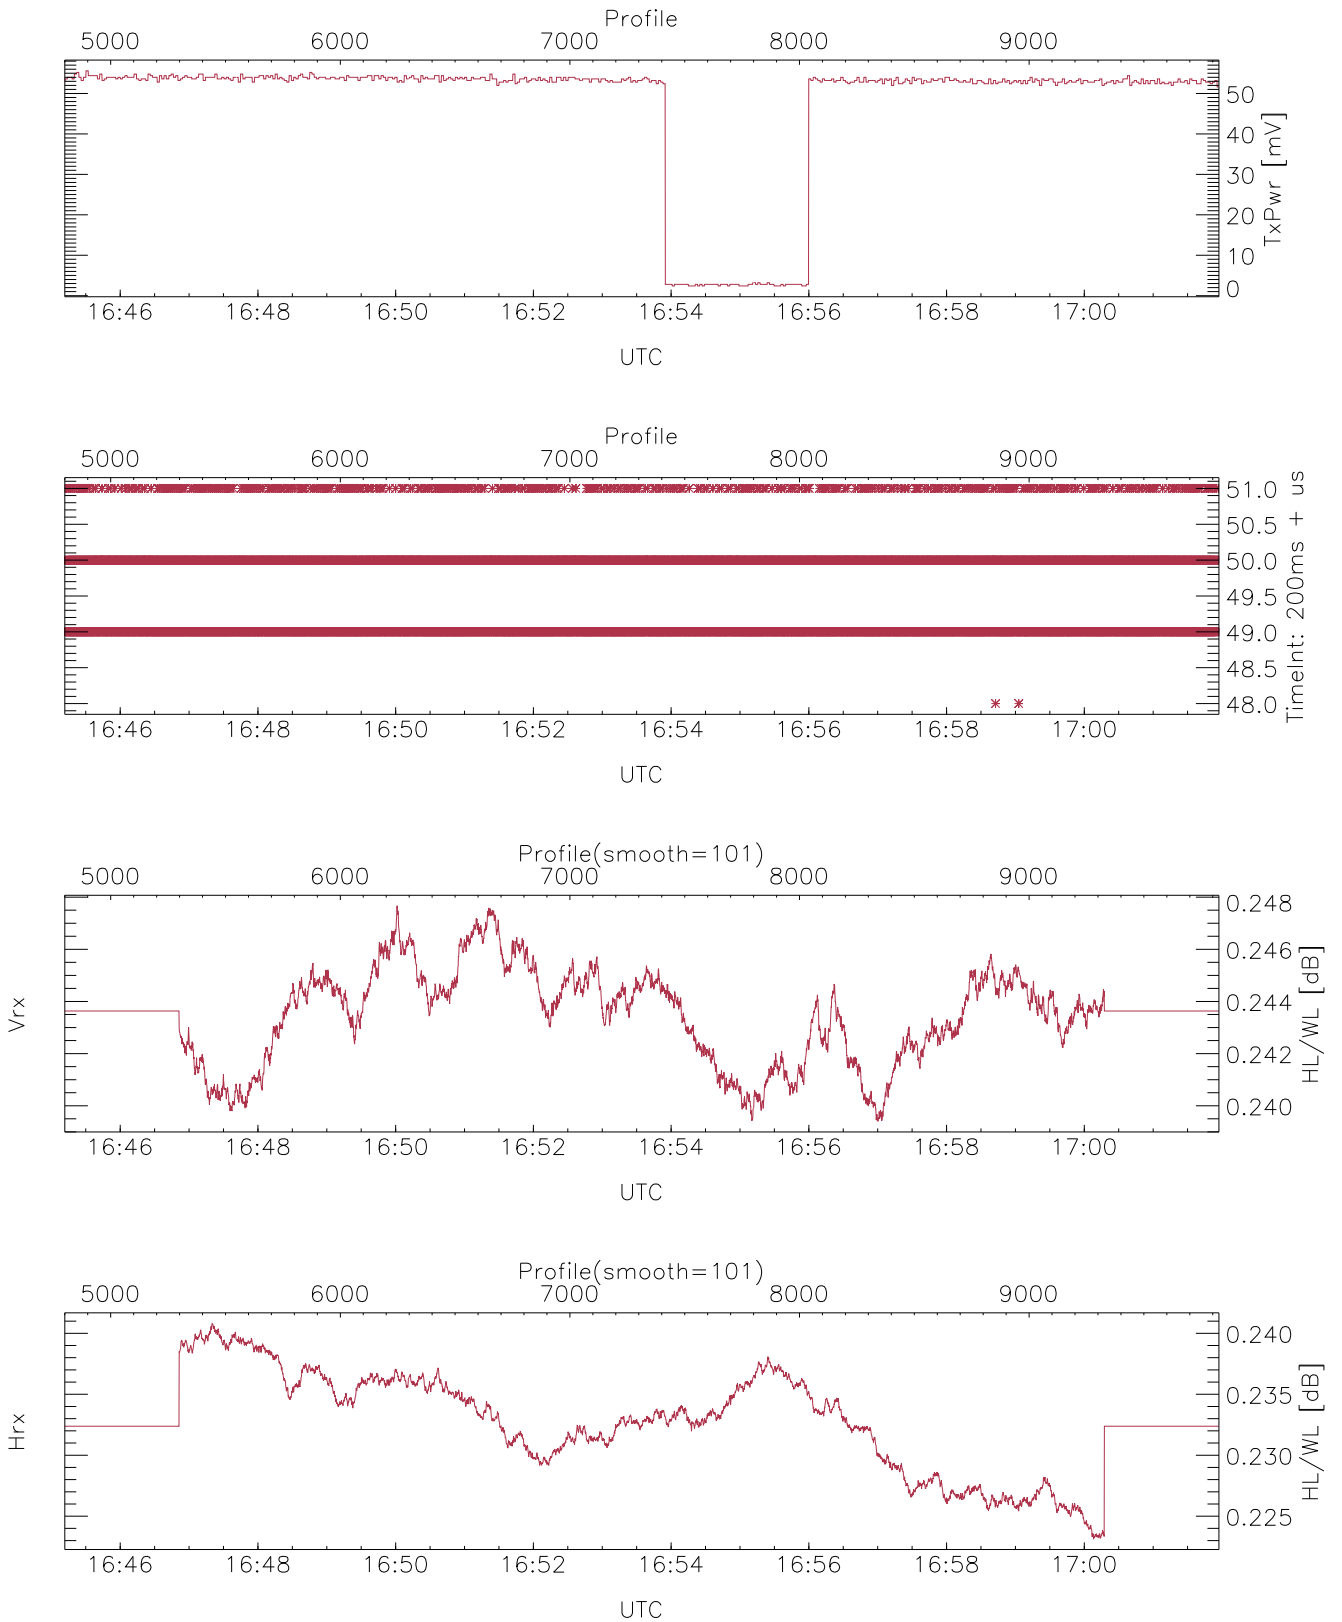 Profile
5000 6000 7000 8000 9000
50
40
30
20
10
0
TxPwr [mV]
16:46 16:48 16:50 16:52 16:54 16:56 16:58 17:00
UTC
Profile
5000 6000 7000 8000 9000
51.0
50.5
50.0
49.5
49.0
48.5
48.0
TimeInt: 200ms + us
16:46 16:48 16:50 16:52 16:54 16:56 16:58 17:00
UTC
Profile(smooth=101)
5000 6000 7000 8000 9000
Vrx
0.248
0.246
0.244
0.242
0.240
HL/WL [dB]
16:46 16:48 16:50 16:52 16:54 16:56 16:58 17:00
UTC
Profile(smooth=101)
5000 6000 7000 8000 9000
Hrx
0.240
0.235
0.230
0.225
HL/WL [dB]
16:46 16:48 16:50 16:52 16:54 16:56 16:58 17:00
UTC